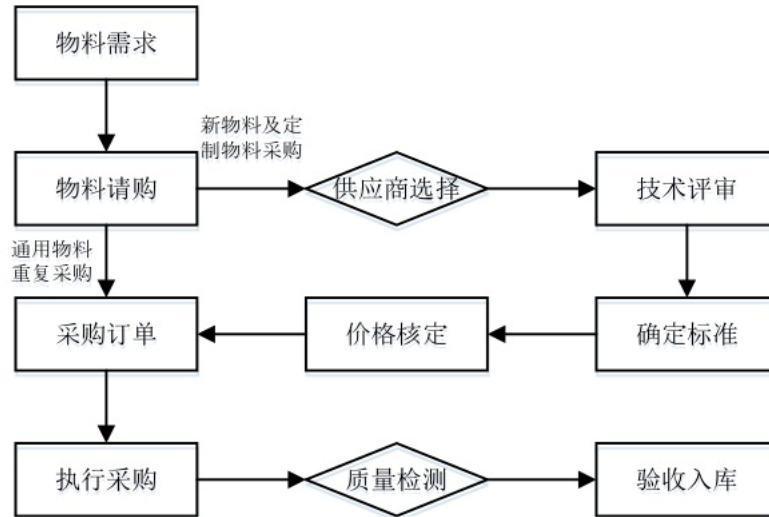 物料需求
新物料及定
制物料采购
物料请购
供应商选择
技术评审
通用物料
重复采购
采购订单
价格核定
确定标准
执行采购
质量检测
验收入库